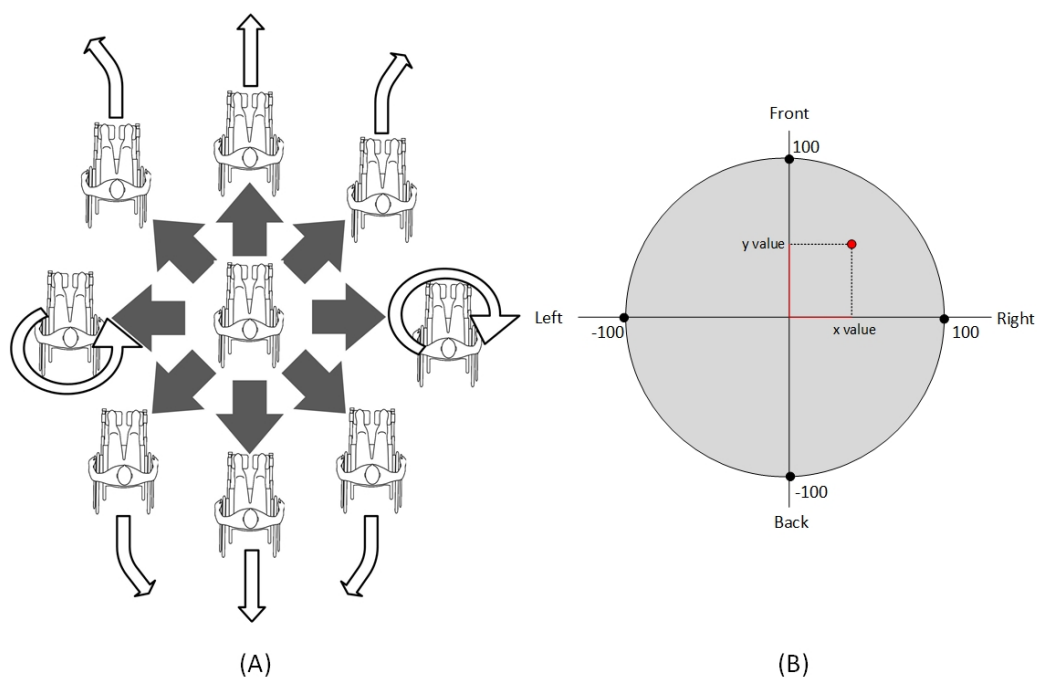 Front
100
y value
Left
Right
-100
x value
100
-100
Back
(A)
(B)